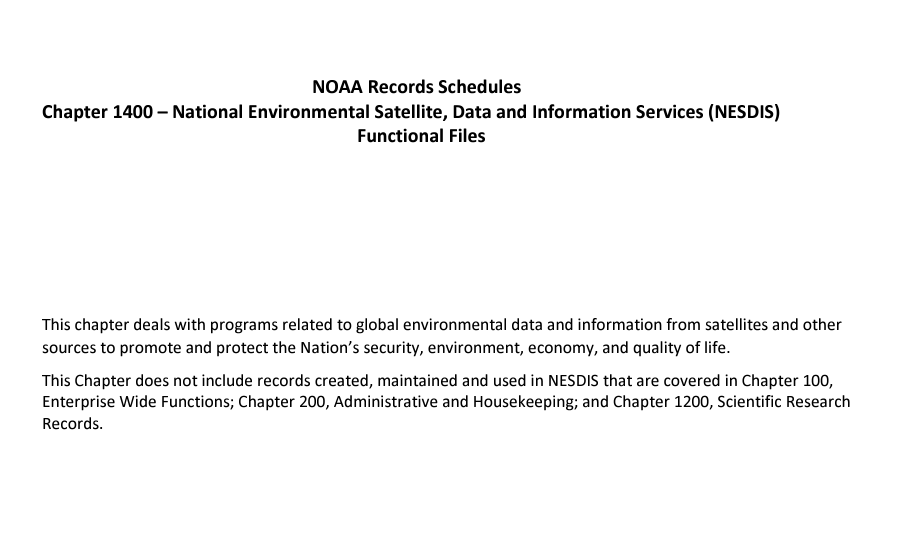 NOAA Records Schedules
Chapter 1400 – National Environmental Satellite, Data and Information Services (NESDIS)
Functional Files
This chapter deals with programs related to global environmental data and information from satellites and other
sources to promote and protect the Nation’s security, environment, economy, and quality of life.
This Chapter does not include records created, maintained and used in NESDIS that are covered in Chapter 100,
Enterprise Wide Functions; Chapter 200, Administrative and Housekeeping; and Chapter 1200, Scientific Research
Records.